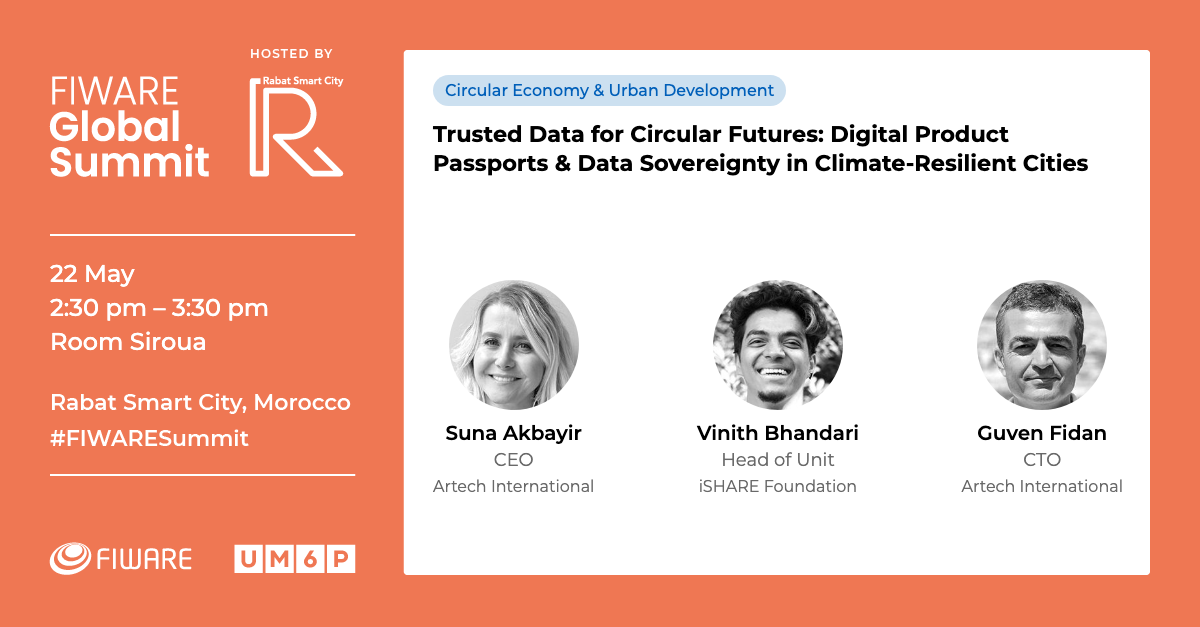 HOSTED BY
FIWARE
Global
Summit
Rabat Smart City
R
22 May
2:30 pm – 3:30 pm
Room Siroua
Rabat Smart City, Morocco
#FIWARESummit
FIWARE
UM6P
Circular Economy & Urban Development
Trusted Data for Circular Futures: Digital Product
Passports & Data Sovereignty in Climate-Resilient Cities
Suna Akbayir
CEO
Artech International
Vinith Bhandari
Head of Unit
iSHARE Foundation
Guven Fidan
CTO
Artech International